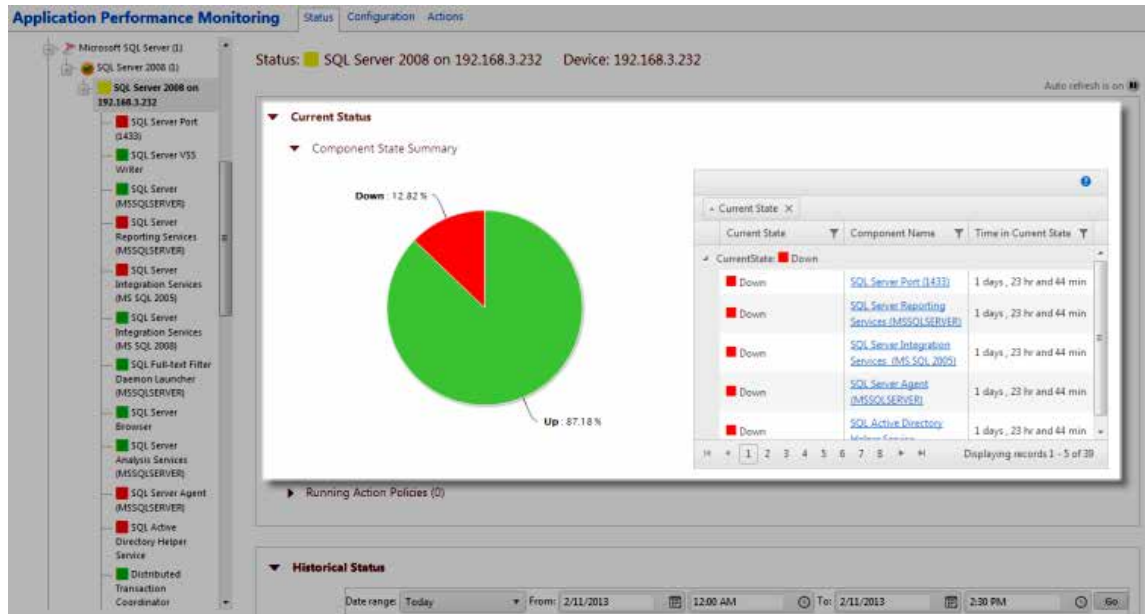 Application Performance Monitoring
Status Configuration Actions
Microsoft SQL Server (1)
SQL Server 2008 (1)
SQL Server 2008 on
192.168.3.232
SQL Server Port
(1433)
SQL Server VSS
Writer
SQL Server
(MSSQLSERVER)
SQL Server
Reporting Services
(MSSQLSERVER)
SQL Server
Integration Services
(MS SQL 2005)
SQL Server
Integration Services
(MS SQL 2008)
SQL Full-text Filter
Daemon Launcher
(MSSQLSERVER)
SQL Server
Browser
SQL Server
Analysis Services
(MSSQLSERVER)
SQL Server Agent
(MSSQLSERVER)
SQL Active
Directory Helper
Service
Distributed
Transaction
Coordinator
Status: SQL Server 2008 on 192.168.3.232 Device: 192.168.3.232
Auto refresh is on
Current Status
Component State Summary
Down : 12.82 %
Up : 87.18 %
Current State X
Current State Component Name Time in Current State
CurrentState: Down
Down SQL Server Port (1433) 1 days , 23 hr and 44 min
Down SQL Server Reporting Services (MSSQLSERVER) 1 days , 23 hr and 44 min
Down SQL Server Integration Services (MS SQL 2005) 1 days , 23 hr and 44 min
Down SQL Server Agent (MSSQLSERVER) 1 days , 23 hr and 44 min
Down SQL Active Directory Helper Service 1 days , 23 hr and 44 min
1 2 3 4 5 6 7 8 Displaying records 1 - 5 of 39
Running Action Policies (0)
Historical Status
Date range: Today From: 2/11/2013 12:00 AM To: 2/11/2013 2:30 PM Go